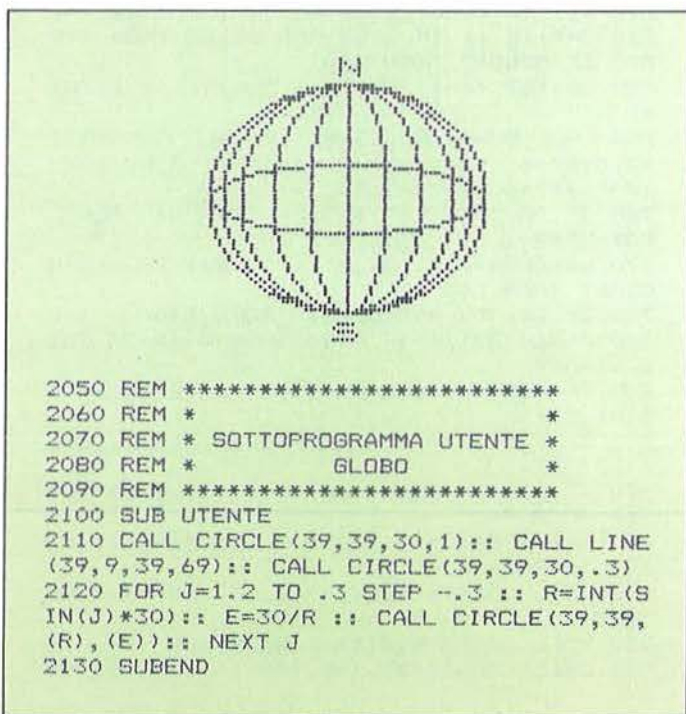 N
S
2050 REM *************************
2060 REM *                       *
2070 REM * SOTTOPROGRAMMA UTENTE *
2080 REM *         GLOBO         *
2090 REM *************************
2100 SUB UTENTE
2110 CALL CIRCLE(39,39,30,1):: CALL LINE
(39,9,39,69):: CALL CIRCLE(39,39,30,.3)
2120 FOR J=1.2 TO .3 STEP -.3 :: R=INT(S
IN(J)*30):: E=30/R :: CALL CIRCLE(39,39,
(R),(E)):: NEXT J
2130 SUBEND